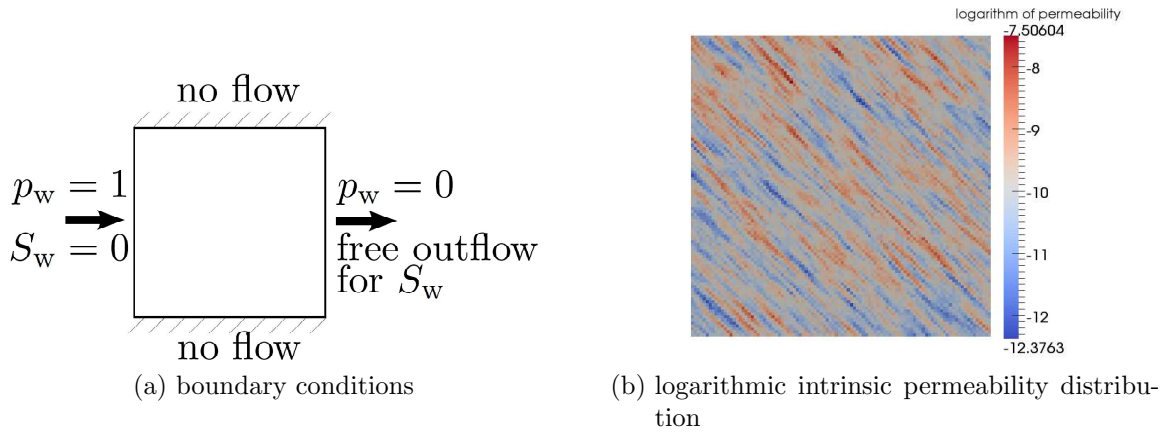 no flow
p_w = 1
S_w = 0
p_w = 0
free outflow
for S_w
no flow
(a) boundary conditions
logarithm of permeability
-7.50604
-8
-9
-10
-11
-12
-12.3763
(b) logarithmic intrinsic permeability distribu-
tion